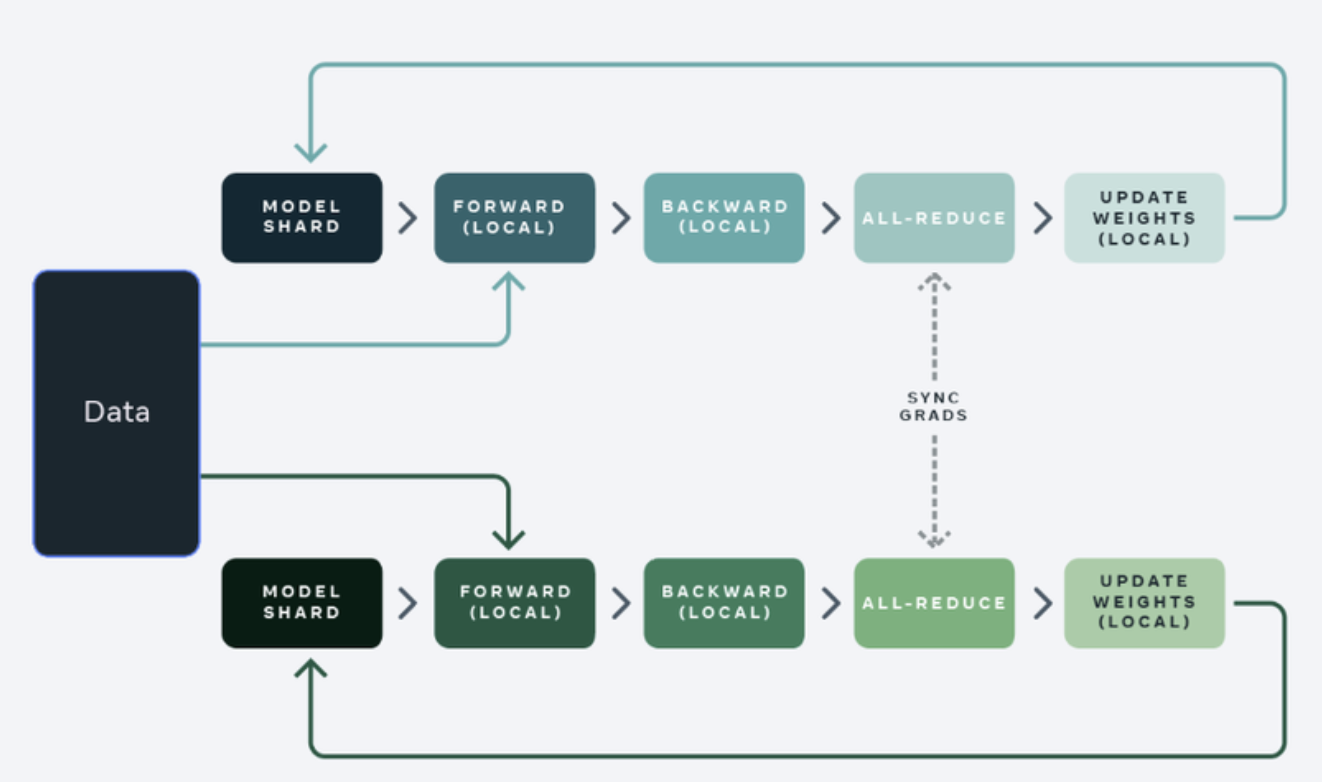 MODEL
SHARD
FORWARD
(LOCAL)
BACKWARD
(LOCAL)
ALL-REDUCE
UPDATE
WEIGHTS
(LOCAL)
Data
SYNC
GRADS
MODEL
SHARD
FORWARD
(LOCAL)
BACKWARD
(LOCAL)
ALL-REDUCE
UPDATE
WEIGHTS
(LOCAL)